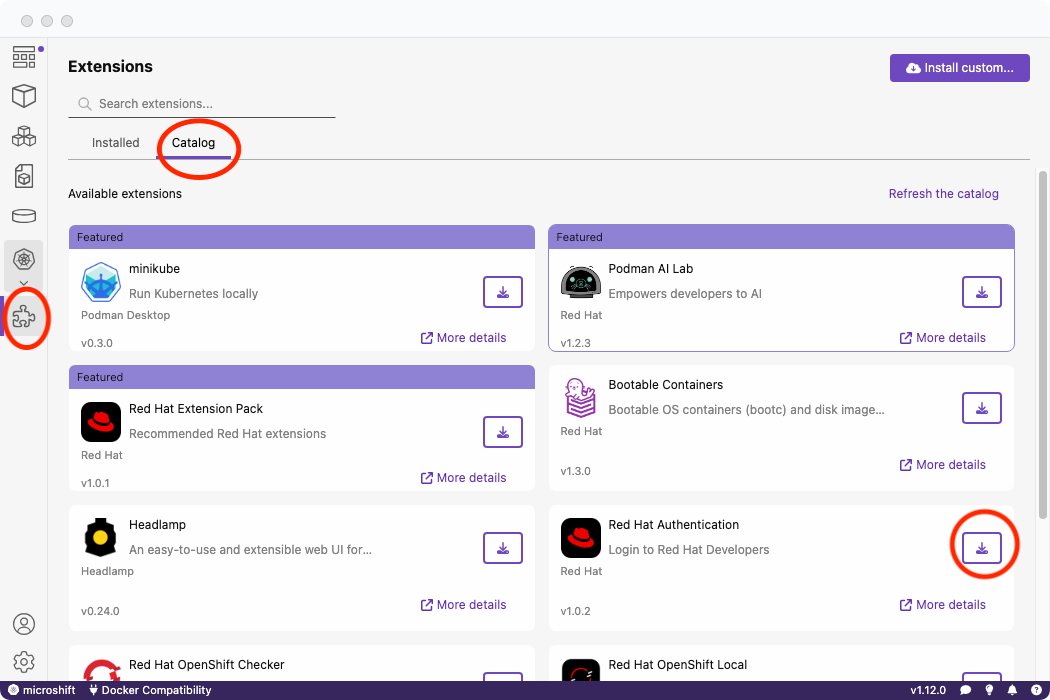 Extensions
Install custom...
Search extensions...
Installed
Catalog
Available extensions
Refresh the catalog
Featured
minikube
Run Kubernetes locally
Podman Desktop
v0.3.0
More details
Featured
Podman AI Lab
Empowers developers to AI
Red Hat
v1.2.3
More details
Featured
Red Hat Extension Pack
Recommended Red Hat extensions
Red Hat
v1.0.1
More details
Bootable Containers
Bootable OS containers (bootc) and disk image...
Red Hat
v1.3.0
More details
Headlamp
An easy-to-use and extensible web UI for...
Headlamp
v0.24.0
More details
Red Hat Authentication
Login to Red Hat Developers
Red Hat
v1.0.2
More details
Red Hat OpenShift Checker
Red Hat OpenShift Local
microshift
Docker Compatibility
v1.12.0